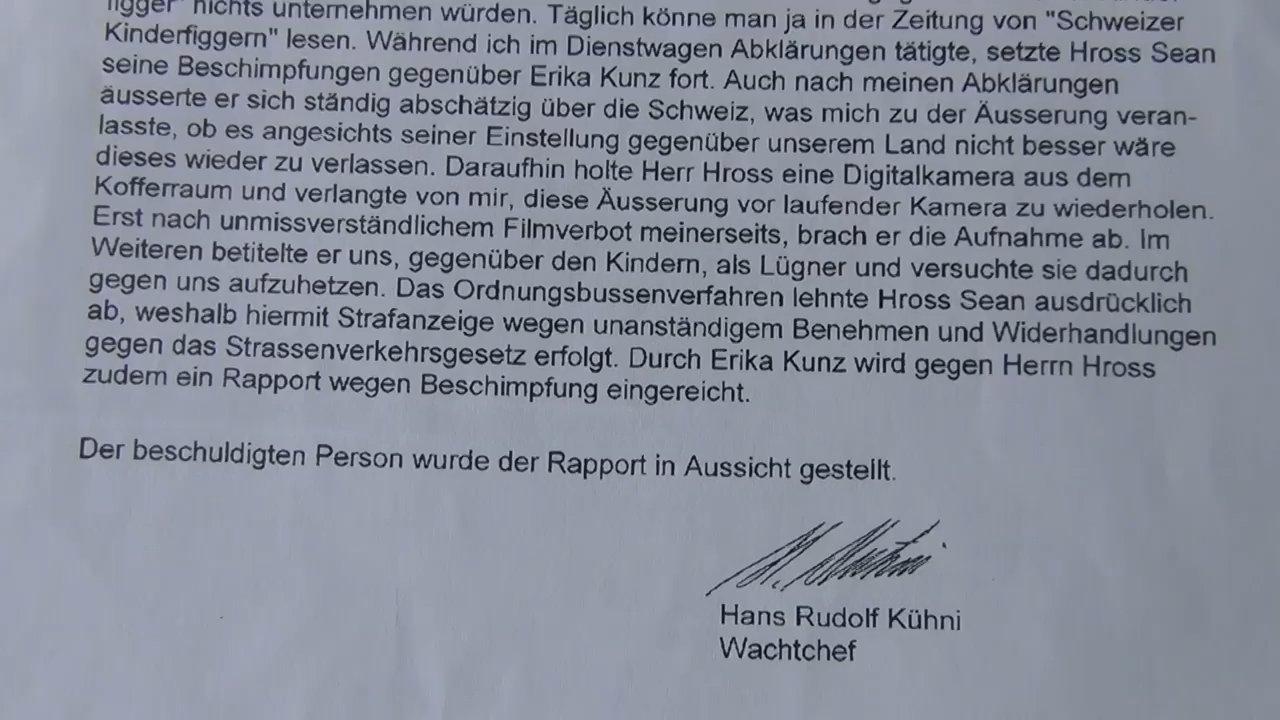 figger" nichts unternehmen würden. Täglich könne man ja in der Zeitung von "Schweizer
Kinderfiggern" lesen. Während ich im Dienstwagen Abklärungen tätigte, setzte Hross Sean
seine Beschimpfungen gegenüber Erika Kunz fort. Auch nach meinen Abklärungen
äusserte er sich ständig abschätzig über die Schweiz, was mich zu der Äusserung veran-
lasste, ob es angesichts seiner Einstellung gegenüber unserem Land nicht besser wäre
dieses wieder zu verlassen. Daraufhin holte Herr Hross eine Digitalkamera aus dem
Kofferraum und verlangte von mir, diese Äusserung vor laufender Kamera zu wiederholen.
Erst nach unmissverständlichem Filmverbot meinerseits, brach er die Aufnahme ab. Im
Weiteren betitelte er uns, gegenüber den Kindern, als Lügner und versuchte sie dadurch
gegen uns aufzuhetzen. Das Ordnungsbussenverfahren lehnte Hross Sean ausdrücklich
ab, weshalb hiermit Strafanzeige wegen unanständigem Benehmen und Widerhandlungen
gegen das Strassenverkehrsgesetz erfolgt. Durch Erika Kunz wird gegen Herrn Hross
zudem ein Rapport wegen Beschimpfung eingereicht.
Der beschuldigten Person wurde der Rapport in Aussicht gestellt.
Hans Rudolf Kühni
Wachtchef